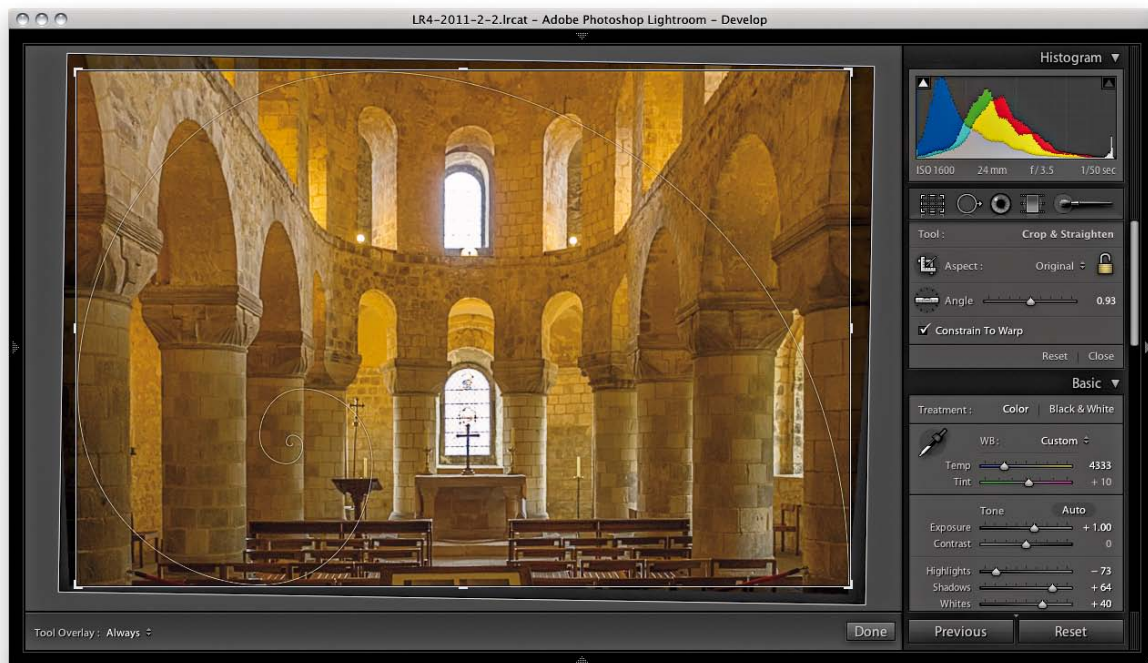 LR4-2011-2-2.lrcat – Adobe Photoshop Lightroom – Develop
Histogram
ISO 1600 24 mm f / 3.5 1/50 sec
Tool : Crop & Straighten
Aspect : Original
Angle 0.93
Constrain To Warp
Reset | Close
Basic
Treatment : Color | Black & White
WB : Custom
Temp 4333
Tint + 10
Tone Auto
Exposure + 1.00
Contrast 0
Highlights – 73
Shadows + 64
Whites + 40
Tool Overlay : Always Done
Previous Reset